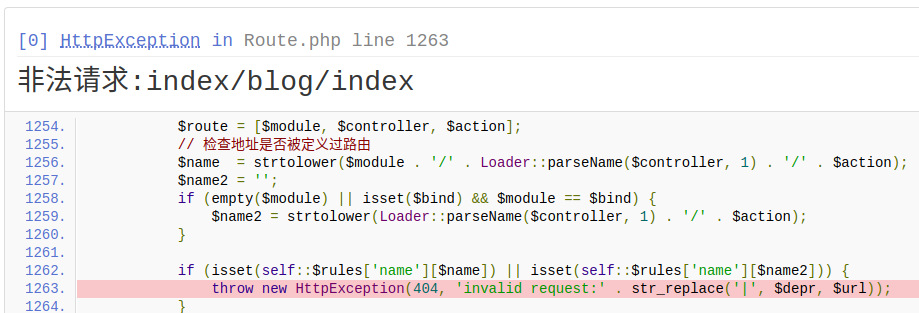 [0] HttpException in Route.php line 1263
非法请求:index/blog/index
1254. $route = [$module, $controller, $action];
1255. // 检查地址是否被定义过路由
1256. $name  = strtolower($module . '/' . Loader::parseName($controller, 1) . '/' . $action);
1257. $name2 = '';
1258. if (empty($module) || isset($bind) && $module == $bind) {
1259. $name2 = strtolower(Loader::parseName($controller, 1) . '/' . $action);
1260. }
1261.
1262. if (isset(self::$rules['name'][$name]) || isset(self::$rules['name'][$name2])) {
1263. throw new HttpException(404, 'invalid request:' . str_replace('|', $depr, $url));
1264. }